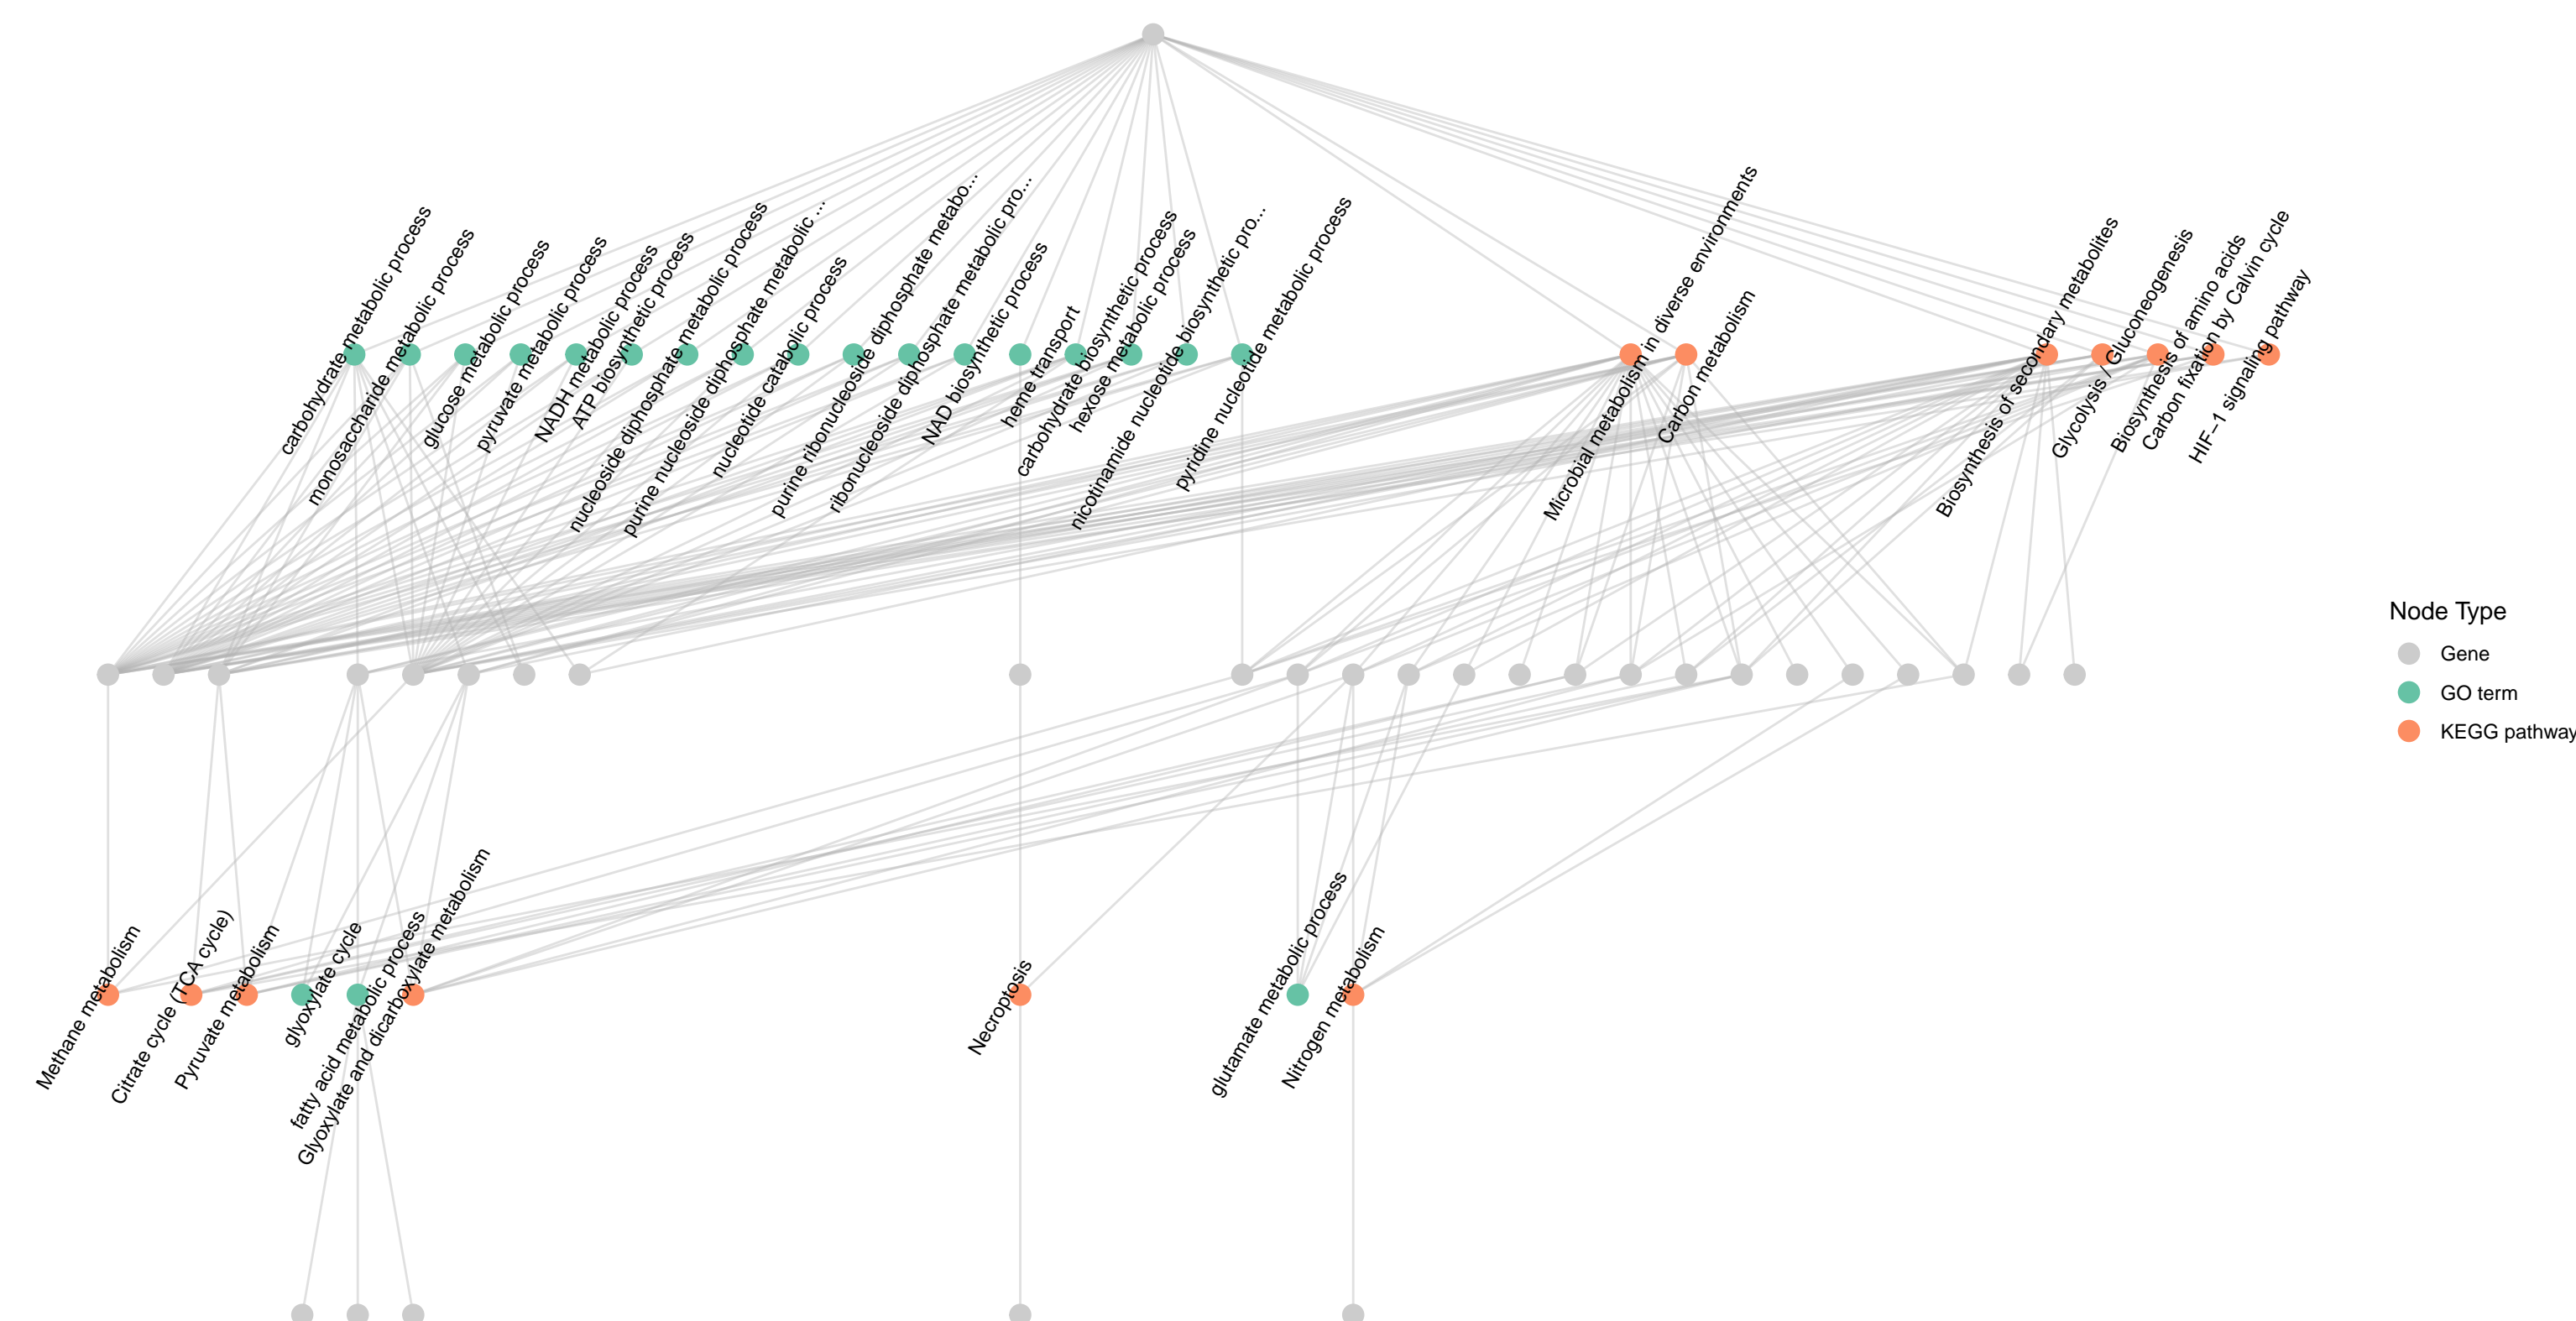 carbohydrate metabolic process
monosaccharide metabolic process
glucose metabolic process
pyruvate metabolic process
NADH metabolic process
ATP biosynthetic process
nucleoside diphosphate metabolic process
purine nucleoside diphosphate metabolic ...
nucleotide catabolic process
purine ribonucleoside diphosphate metabo...
ribonucleoside diphosphate metabolic pro...
NAD biosynthetic process
heme transport
carbohydrate biosynthetic process
hexose metabolic process
nicotinamide nucleotide biosynthetic pro...
pyridine nucleotide metabolic process
Microbial metabolism in diverse environments
Carbon metabolism
Biosynthesis of secondary metabolites
Glycolysis / Gluconeogenesis
Biosynthesis of amino acids
Carbon fixation by Calvin cycle
HIF−1 signaling pathway
Node Type
Gene
GO term
KEGG pathway
Methane metabolism
Citrate cycle (TCA cycle)
Pyruvate metabolism
glyoxylate cycle
fatty acid metabolic process
Glyoxylate and dicarboxylate metabolism
Necroptosis
glutamate metabolic process
Nitrogen metabolism